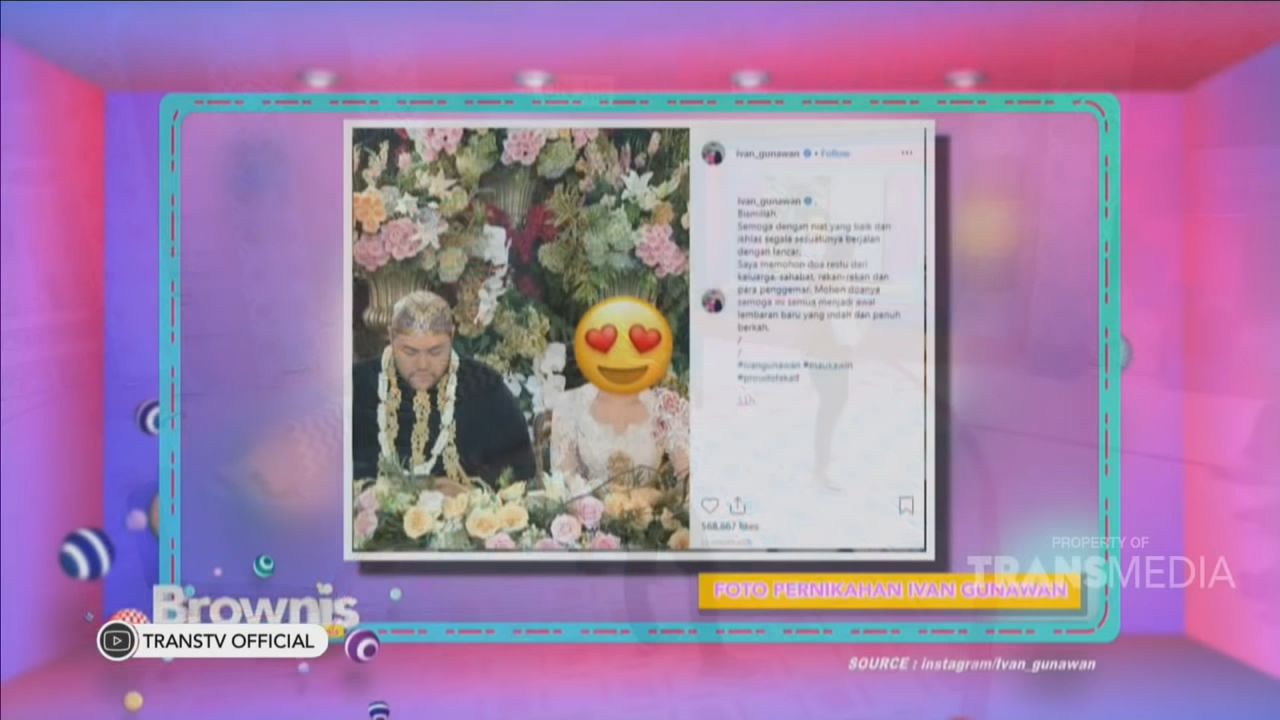 ivan_gunawan • Follow
ivan_gunawan
Bismillah.
Semoga dengan niat yang baik dan
ikhlas segala sesuatunya berjalan
dengan lancar.
Saya memohon doa restu dari
keluarga, sahabat, rekan-rekan dan
para penggemar. Mohon doanya
semoga ini semua menjadi awal
lembaran baru yang indah dan penuh
berkah.
/
/
#ivangunawan #maukawin
11h
568,667 likes
PROPERTY OF
TRANSMEDIA
FOTO PERNIKAHAN IVAN GUNAWAN
Brownis
TRANSTV OFFICIAL
SOURCE : instagram/Ivan_gunawan